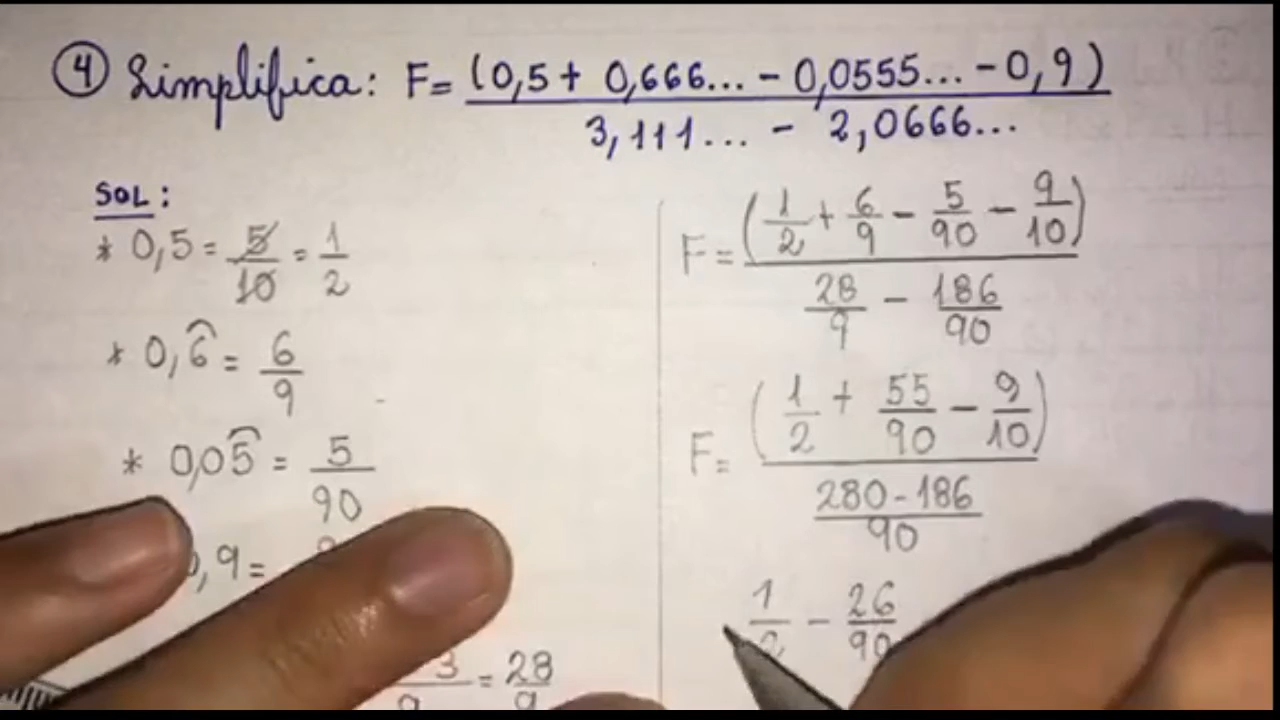 ④ Simplifica: F = (0,5 + 0,666... - 0,0555... - 0,9) / 3,111... - 2,0666...
SOL:
* 0,5 = 5/10 = 1/2
* 0,6̂ = 6/9
* 0,05̂ = 5/90
,9 =
3/9 = 28/9
F = (1/2 + 6/9 - 5/90 - 9/10) / 28/9 - 186/90
F = (1/2 + 55/90 - 9/10) / 280 - 186/90
1/2 - 26/90